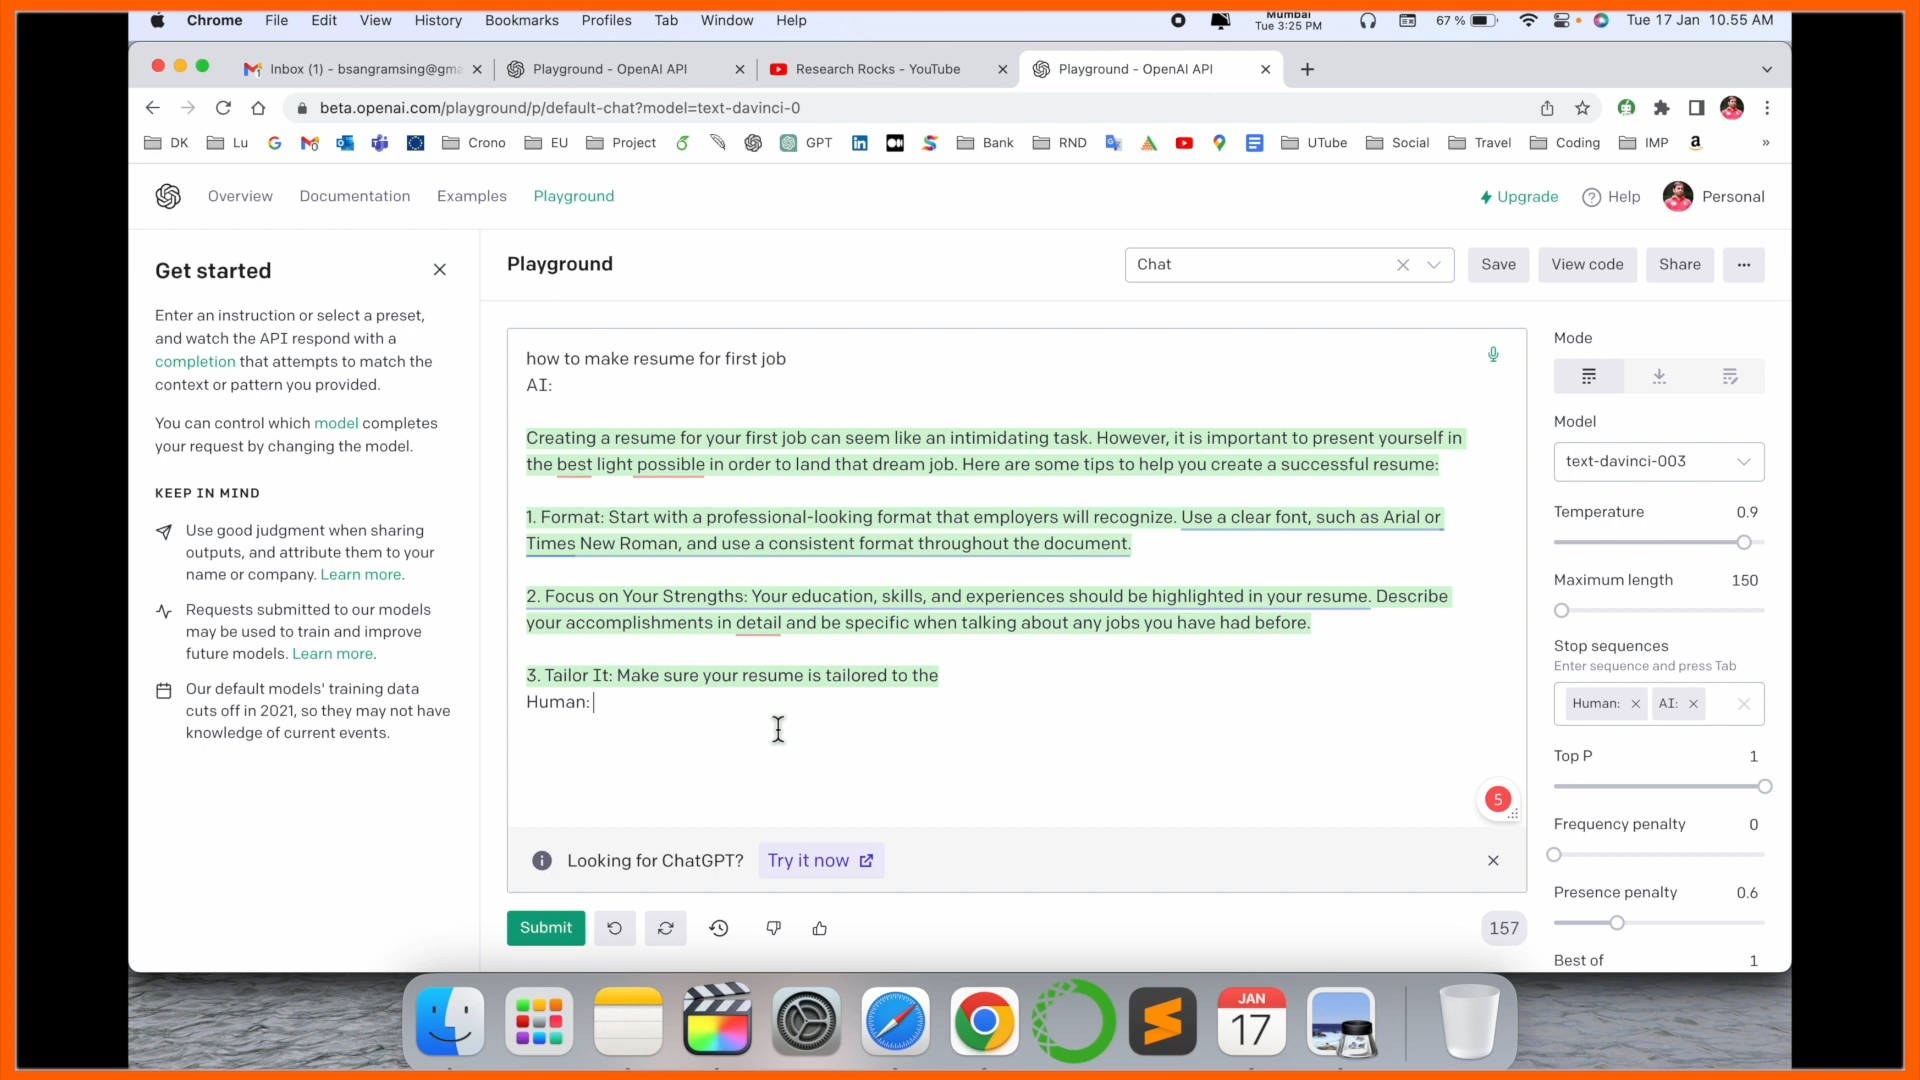 Chrome File Edit View History Bookmarks Profiles Tab Window Help Mumbai Tue 3:25 PM 67 % Tue 17 Jan 10.55 AM
Inbox (1) - bsangramsing@gma Playground - OpenAI API Research Rocks - YouTube Playground - OpenAI API
beta.openai.com/playground/p/default-chat?model=text-davinci-0
DK Lu Crono EU Project GPT Bank RND UTube Social Travel Coding IMP »
Overview Documentation Examples Playground Upgrade Help Personal
Get started
Enter an instruction or select a preset,
and watch the API respond with a
completion that attempts to match the
context or pattern you provided.
You can control which model completes
your request by changing the model.
KEEP IN MIND
Use good judgment when sharing
outputs, and attribute them to your
name or company. Learn more.
Requests submitted to our models
may be used to train and improve
future models. Learn more.
Our default models' training data
cuts off in 2021, so they may not have
knowledge of current events.
Playground Chat Save View code Share ...
how to make resume for first job
AI:
Creating a resume for your first job can seem like an intimidating task. However, it is important to present yourself in
the best light possible in order to land that dream job. Here are some tips to help you create a successful resume:
1. Format: Start with a professional-looking format that employers will recognize. Use a clear font, such as Arial or
Times New Roman, and use a consistent format throughout the document.
2. Focus on Your Strengths: Your education, skills, and experiences should be highlighted in your resume. Describe
your accomplishments in detail and be specific when talking about any jobs you have had before.
3. Tailor It: Make sure your resume is tailored to the
Human:
5
Looking for ChatGPT? Try it now
Submit
157
Mode
Model
text-davinci-003
Temperature 0.9
Maximum length 150
Stop sequences
Enter sequence and press Tab
Human: AI:
Top P 1
Frequency penalty 0
Presence penalty 0.6
Best of 1
JAN
17